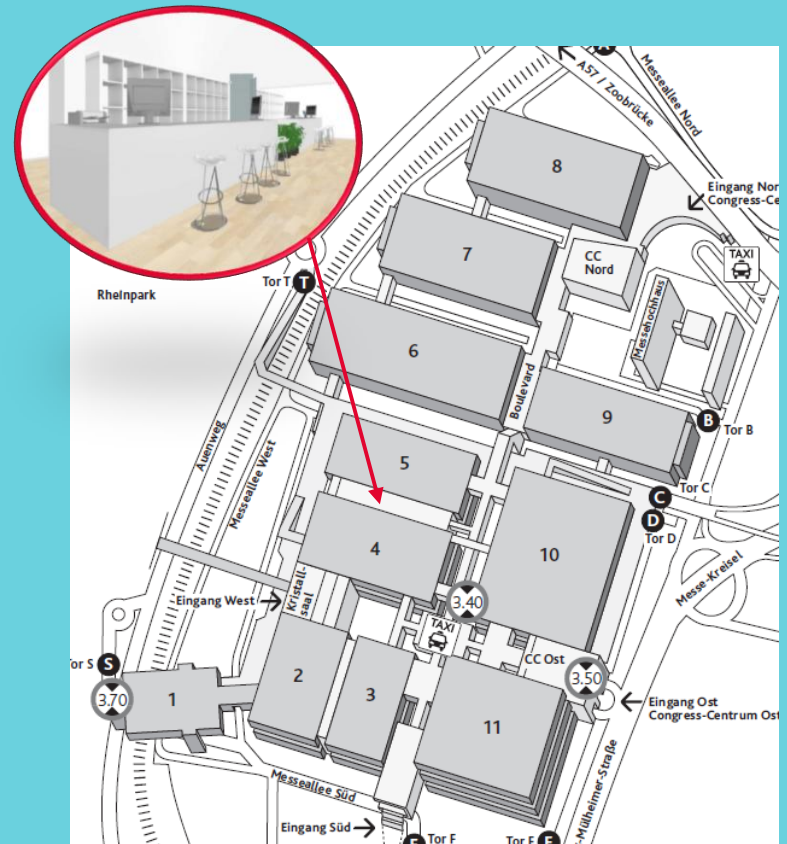 A
A57 / Zoobrücke
Messeallee Nord
8
Eingang Nor
Congress-Ce
7
CC
Nord
TAXI
Tor T
T
Rheinpark
Messehochhaus
6
Boulevard
9
B
Tor B
Auenweg
Messeallee West
5
Tor C
C
D
Tor D
10
4
Messe-Kreisel
Eingang West
Kristall-
saal
3.40
TAXI
CC Ost
3.50
or S
S
3.70
1
2
3
11
Eingang Ost
Congress-Centrum Ost
Messeallee Süd
-Mülheimer-Straße
Eingang Süd
F
Tor F
Tor E
E